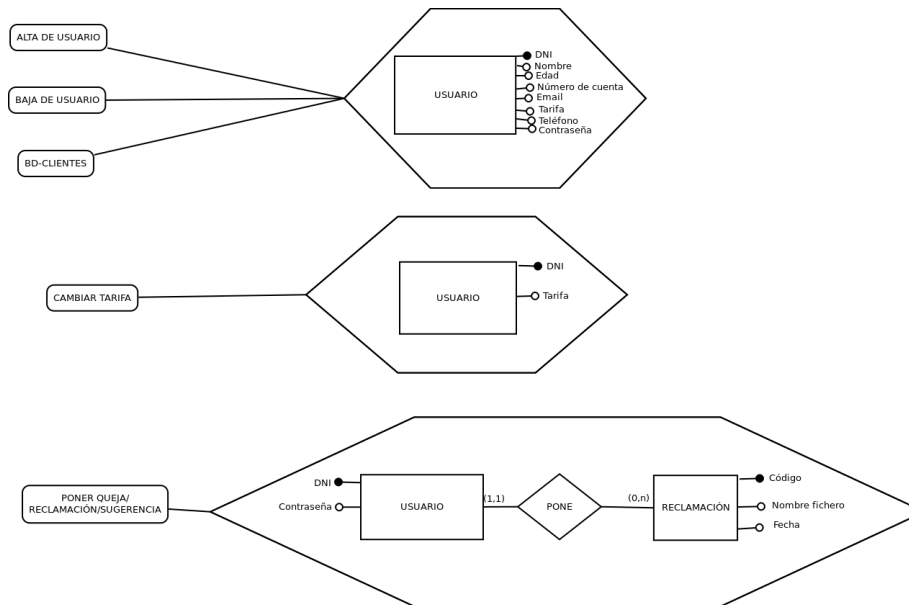 ALTA DE USUARIO
BAJA DE USUARIO
BD-CLIENTES
USUARIO
DNI
Nombre
Edad
Número de cuenta
Email
Tarifa
Teléfono
Contraseña
CAMBIAR TARIFA
USUARIO
DNI
Tarifa
PONER QUEJA/
RECLAMACIÓN/SUGERENCIA
DNI
Contraseña
USUARIO
(1,1)
PONE
(0,n)
RECLAMACIÓN
Código
Nombre fichero
Fecha